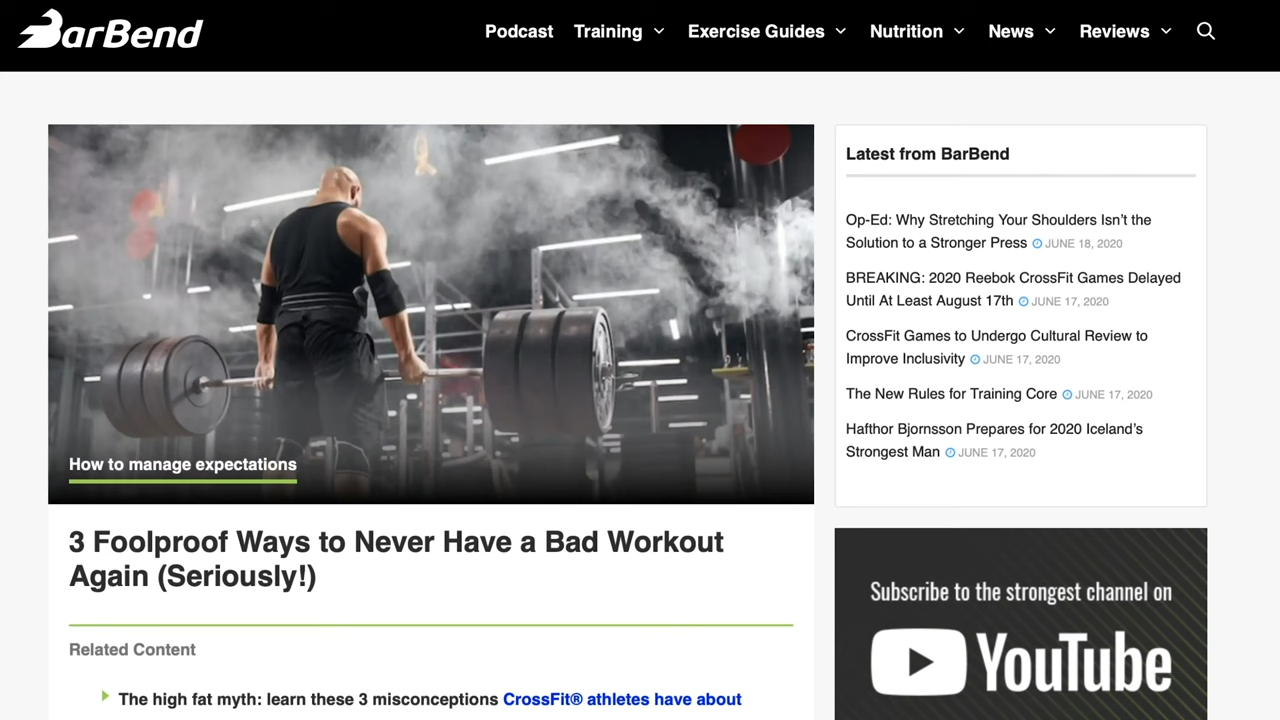 BarBend
Podcast Training Exercise Guides Nutrition News Reviews
How to manage expectations
3 Foolproof Ways to Never Have a Bad Workout
Again (Seriously!)
Related Content
The high fat myth: learn these 3 misconceptions CrossFit® athletes have about
Latest from BarBend
Op-Ed: Why Stretching Your Shoulders Isn’t the
Solution to a Stronger Press JUNE 18, 2020
BREAKING: 2020 Reebok CrossFit Games Delayed
Until At Least August 17th JUNE 17, 2020
CrossFit Games to Undergo Cultural Review to
Improve Inclusivity JUNE 17, 2020
The New Rules for Training Core JUNE 17, 2020
Hafthor Bjornsson Prepares for 2020 Iceland’s
Strongest Man JUNE 17, 2020
Subscribe to the strongest channel on
YouTube